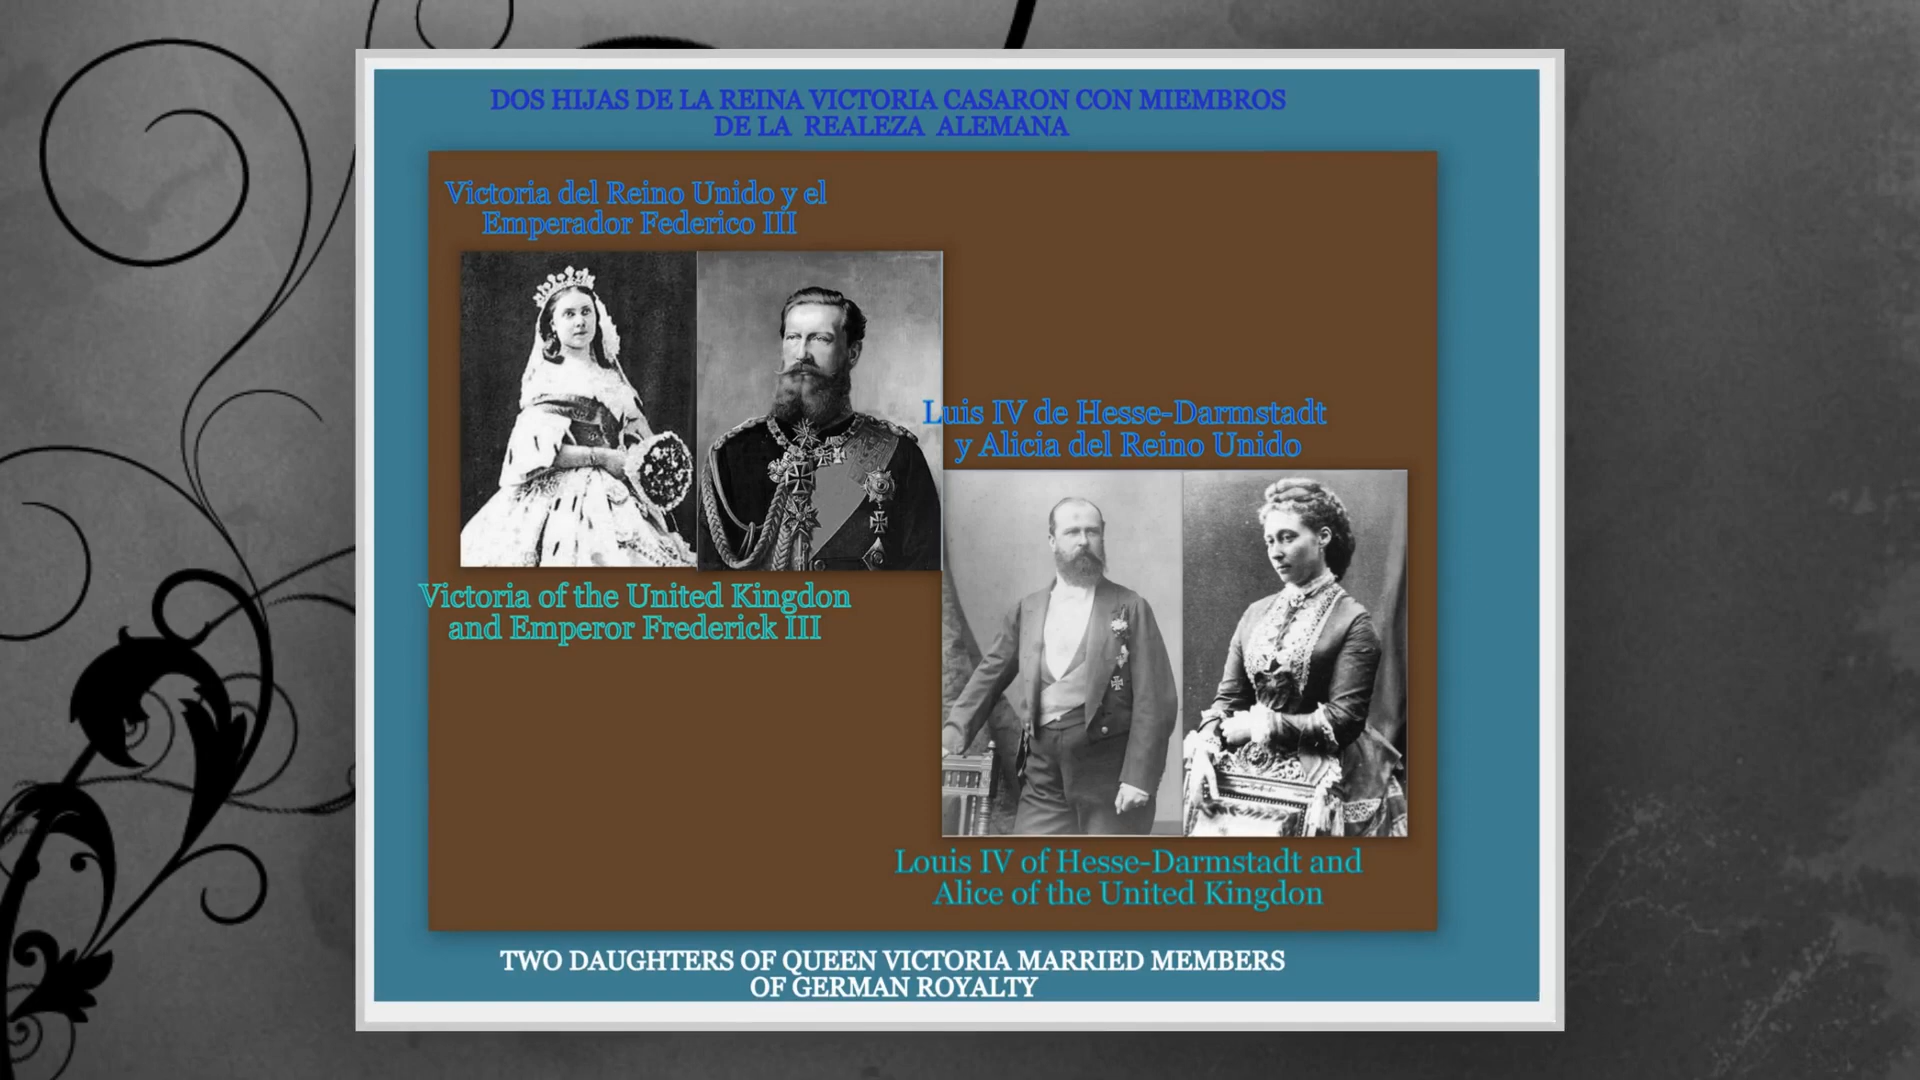 DOS HIJAS DE LA REINA VICTORIA CASARON CON MIEMBROS
DE LA REALEZA ALEMANA
Victoria del Reino Unido y el
Emperador Federico III
Luis IV de Hesse-Darmstadt
y Alicia del Reino Unido
Victoria of the United Kingdon
and Emperor Frederick III
Louis IV of Hesse-Darmstadt and
Alice of the United Kingdon
TWO DAUGHTERS OF QUEEN VICTORIA MARRIED MEMBERS
OF GERMAN ROYALTY